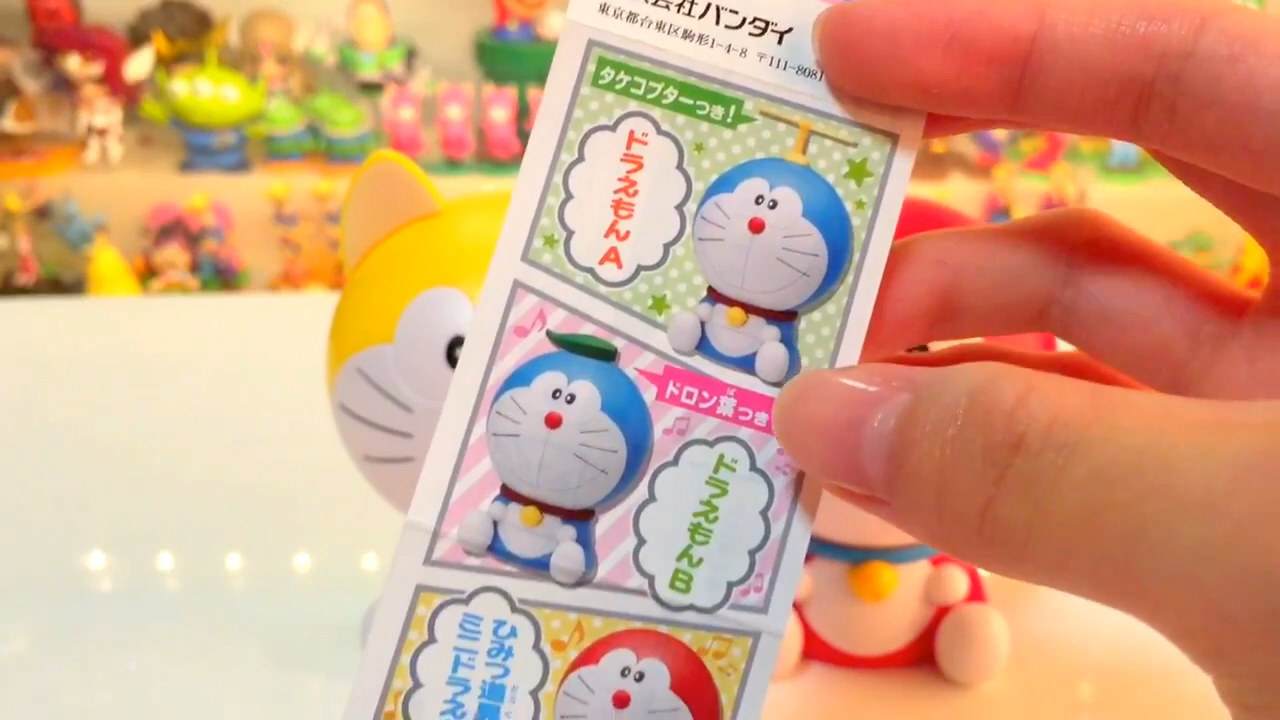 会社バンダイ
東京都台東区駒形1-4-8 〒111-8081
タケコプターつき!
ドラえもんA
ドロン葉つき
ば
ドラえもんB
ひみつ道
ミニドラえ